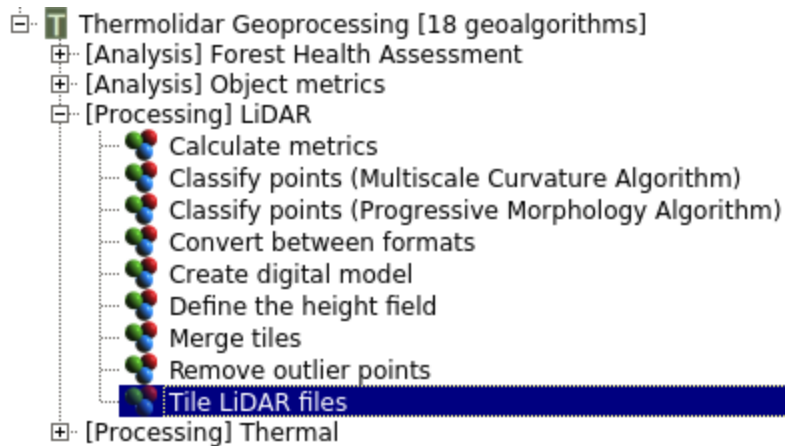 T Thermolidar Geoprocessing [18 geoalgorithms]
[Analysis] Forest Health Assessment
[Analysis] Object metrics
[Processing] LiDAR
Calculate metrics
Classify points (Multiscale Curvature Algorithm)
Classify points (Progressive Morphology Algorithm)
Convert between formats
Create digital model
Define the height field
Merge tiles
Remove outlier points
Tile LiDAR files
[Processing] Thermal